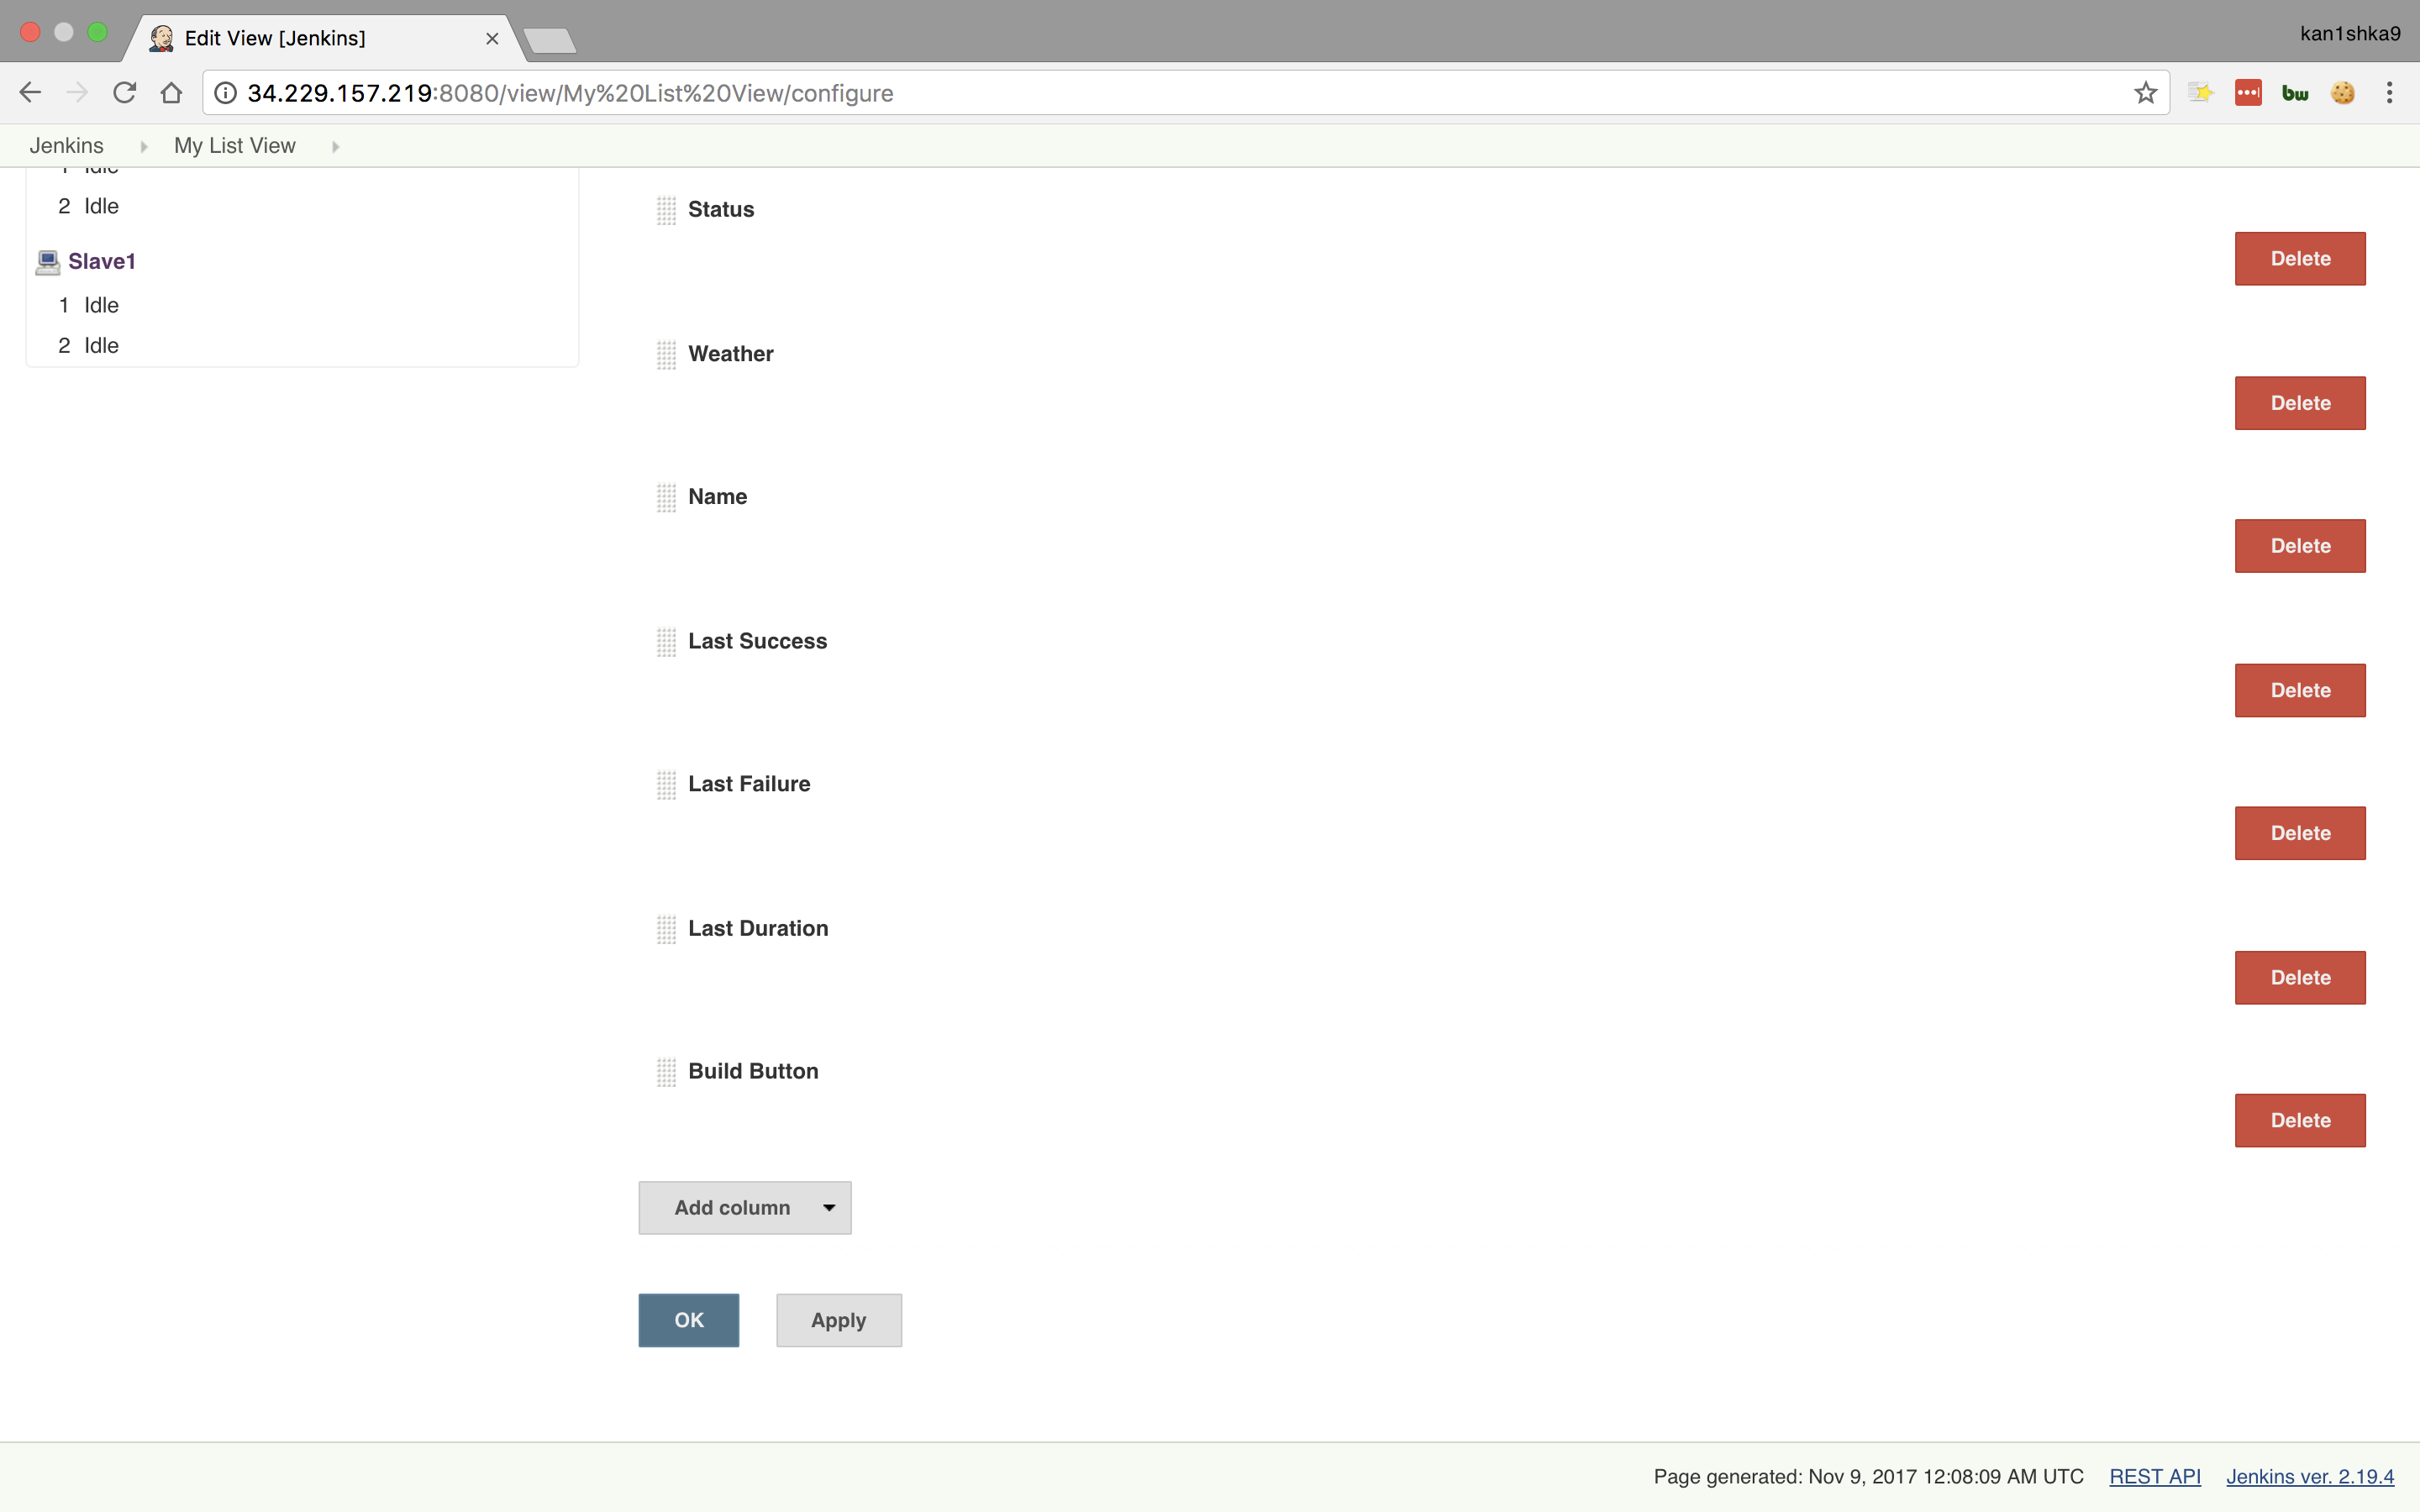 Edit View [Jenkins]
kan1shka9
34.229.157.219:8080/view/My%20List%20View/configure
bw
Jenkins
My List View
1 Idle
2 Idle
Slave1
1 Idle
2 Idle
Status
Delete
Weather
Delete
Name
Delete
Last Success
Delete
Last Failure
Delete
Last Duration
Delete
Build Button
Delete
Add column
OK
Apply
Page generated: Nov 9, 2017 12:08:09 AM UTC
REST API
Jenkins ver. 2.19.4